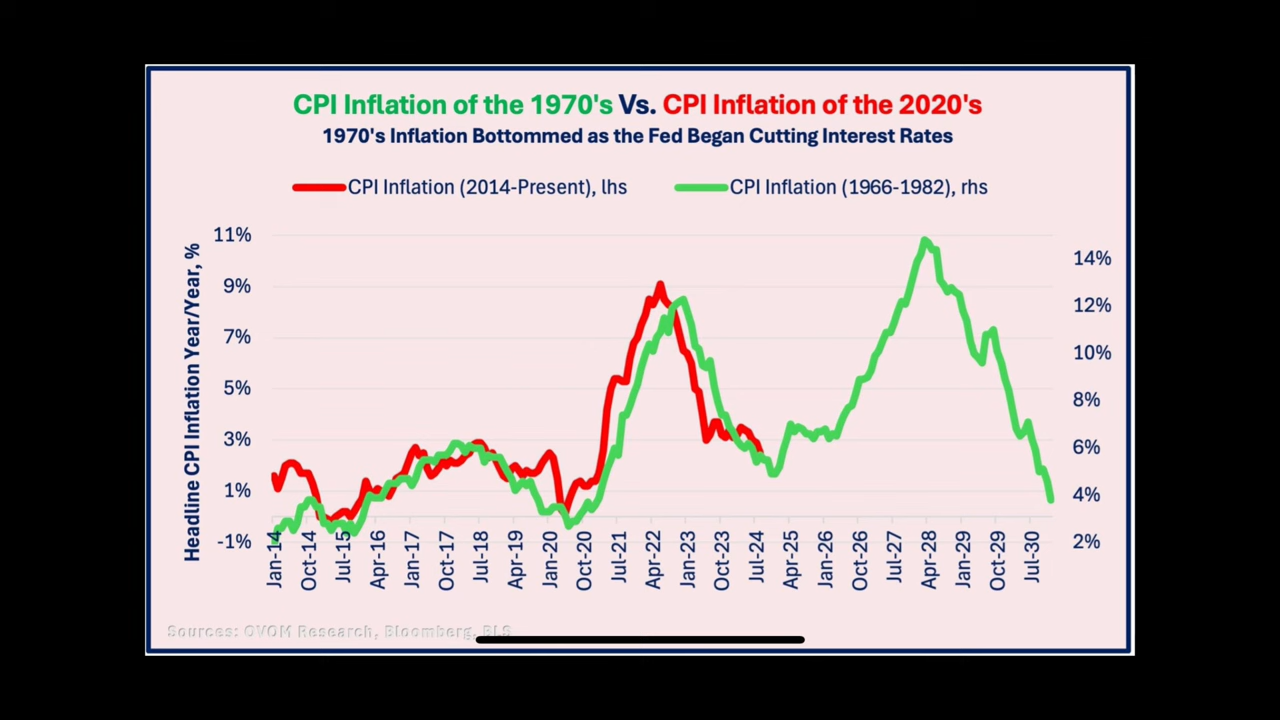 CPI Inflation of the 1970's Vs. CPI Inflation of the 2020's
1970's Inflation Bottommed as the Fed Began Cutting Interest Rates
CPI Inflation (2014-Present), lhs
CPI Inflation (1966-1982), rhs
Headline CPI Inflation Year/Year, %
11%
9%
7%
5%
3%
1%
-1%
14%
12%
10%
8%
6%
4%
2%
Jan-14
Oct-14
Jul-15
Apr-16
Jan-17
Oct-17
Jul-18
Apr-19
Jan-20
Oct-20
Jul-21
Apr-22
Jan-23
Oct-23
Jul-24
Apr-25
Jan-26
Oct-26
Jul-27
Apr-28
Jan-29
Oct-29
Jul-30
Sources: OVOM Research, Bloomberg, BLS